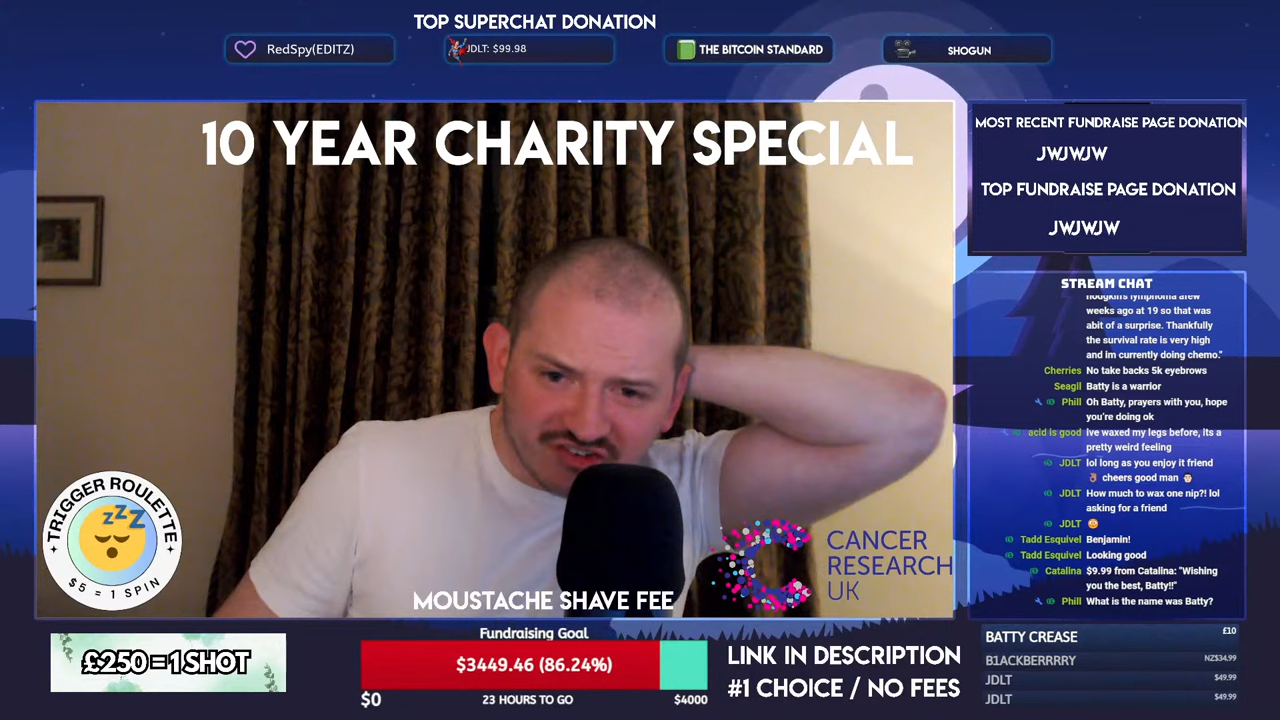 TOP SUPERCHAT DONATION
RedSpy(EDITZ)
JDLT: $99.98
THE BITCOIN STANDARD
SHOGUN
10 YEAR CHARITY SPECIAL
MOST RECENT FUNDRAISE PAGE DONATION
JWJWJW
TOP FUNDRAISE PAGE DONATION
JWJWJW
STREAM CHAT
hodgkins lymphoma afew
weeks ago at 19 so that was
abit of a surprise. Thankfully
the survival rate is very high
and im currently doing chemo."
Cherries No take backs 5k eyebrows
Seagil Batty is a warrior
Phill Oh Batty, prayers with you, hope
you're doing ok
acid is good Ive waxed my legs before, its a
pretty weird feeling
JDLT lol long as you enjoy it friend
cheers good man
JDLT How much to wax one nip?! lol
asking for a friend
JDLT
Tadd Esquivel Benjamin!
Tadd Esquivel Looking good
Catalina $9.99 from Catalina: "Wishing
you the best, Batty!!"
Phill What is the name was Batty?
TRIGGER ROULETTE
zzz
$5 = 1 SPIN
CANCER
RESEARCH
UK
MOUSTACHE SHAVE FEE
£250 = 1 SHOT
Fundraising Goal
$3449.46 (86.24%)
$0
23 HOURS TO GO
$4000
LINK IN DESCRIPTION
#1 CHOICE / NO FEES
BATTY CREASE £10
B1ACKBERRRRY NZ$34.99
JDLT $49.99
JDLT $49.99